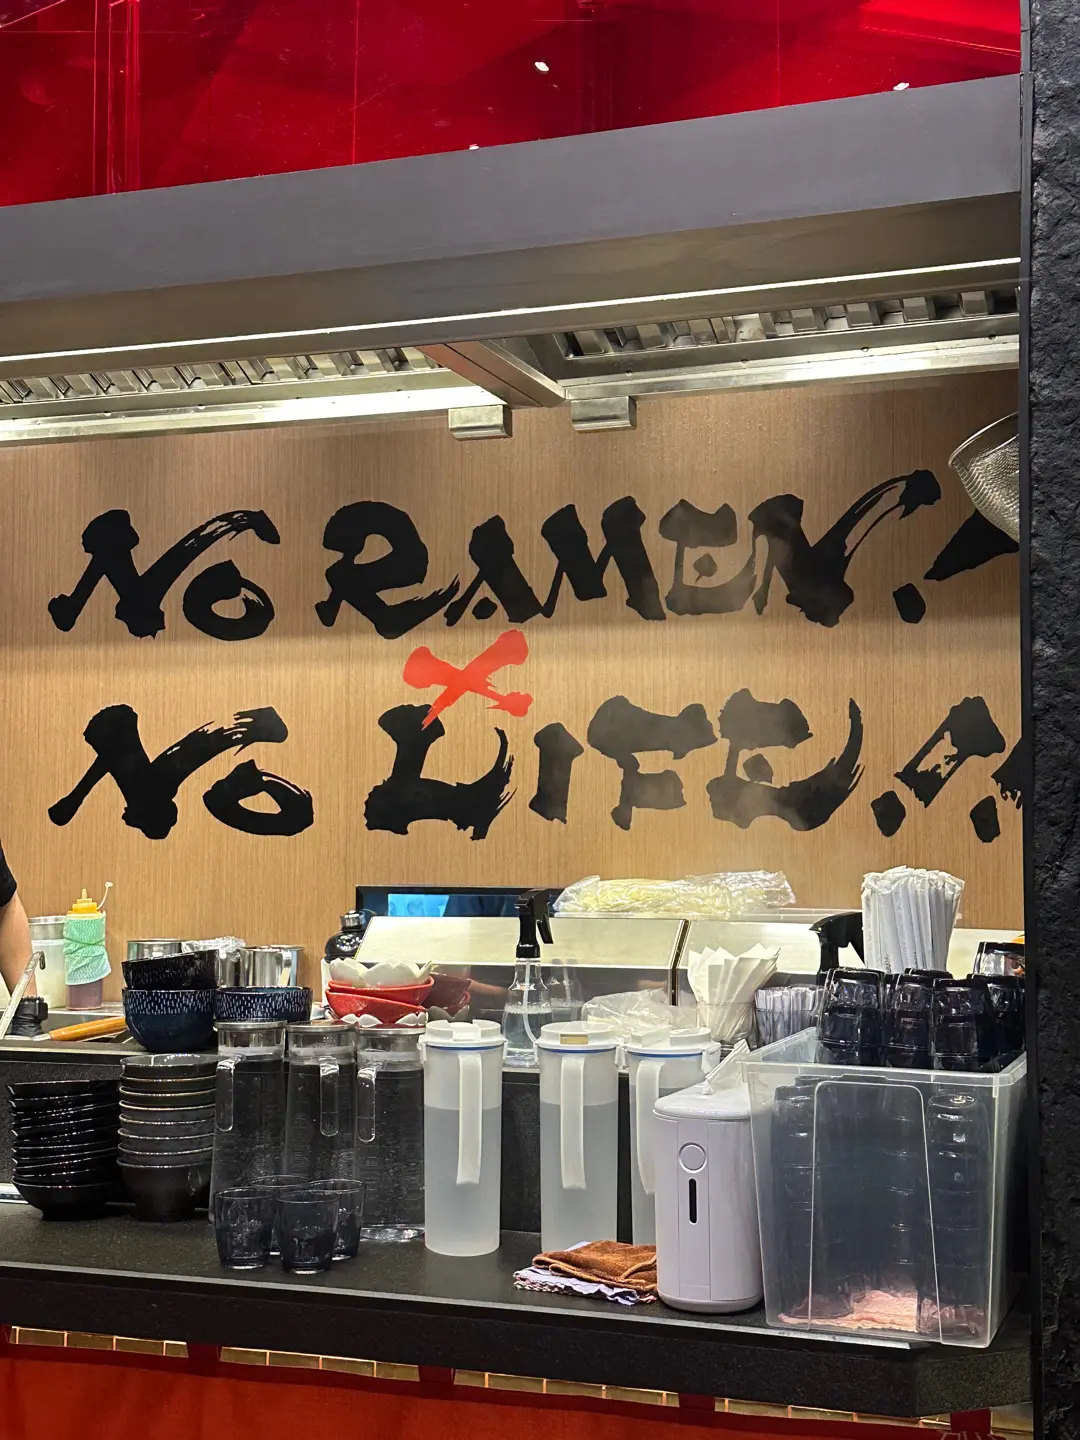 NO RAMEN.
×
NO LIFE.!